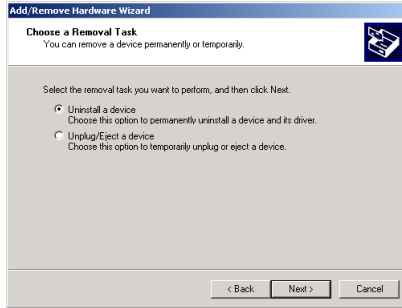 Add/Remove Hardware Wizard
Choose a Removal Task
You can remove a device permanently or temporarily.
Select the removal task you want to perform, and then click Next.
Uninstall a device
Choose this option to permanently uninstall a device and its driver.
Unplug/Eject a device
Choose this option to temporarily unplug or eject a device.
< Back
Next >
Cancel